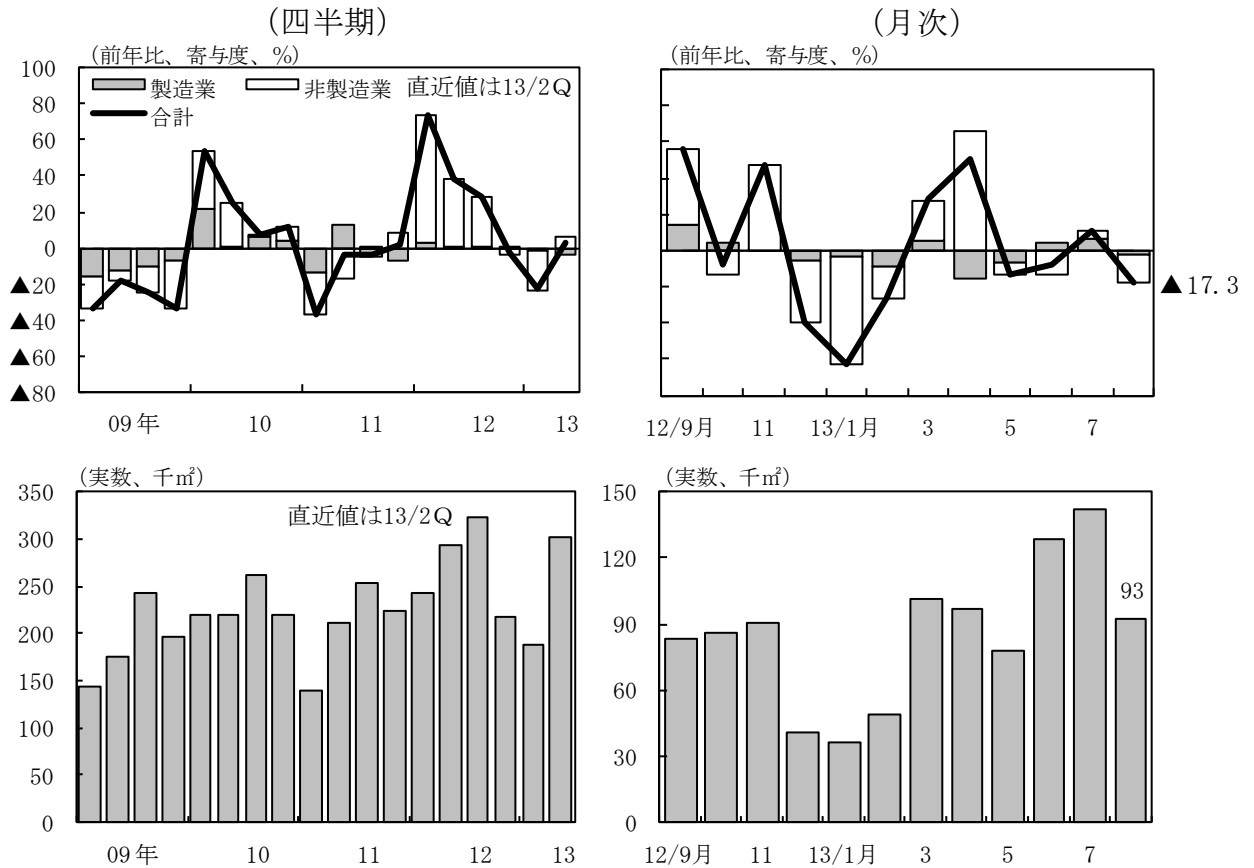 (四半期)
(前年比、寄与度、%)
100
80
60
40
20
0
▲20
▲40
▲60
▲80
製造業
非製造業
合計
直近値は13/2Q
09年
10
11
12
13
(月次)
(前年比、寄与度、%)
▲17.3
12/9月
11
13/1月
3
5
7
(実数、千㎡)
350
300
250
200
150
100
50
0
直近値は13/2Q
09年
10
11
12
13
(実数、千㎡)
150
120
90
60
30
0
93
12/9月
11
13/1月
3
5
7